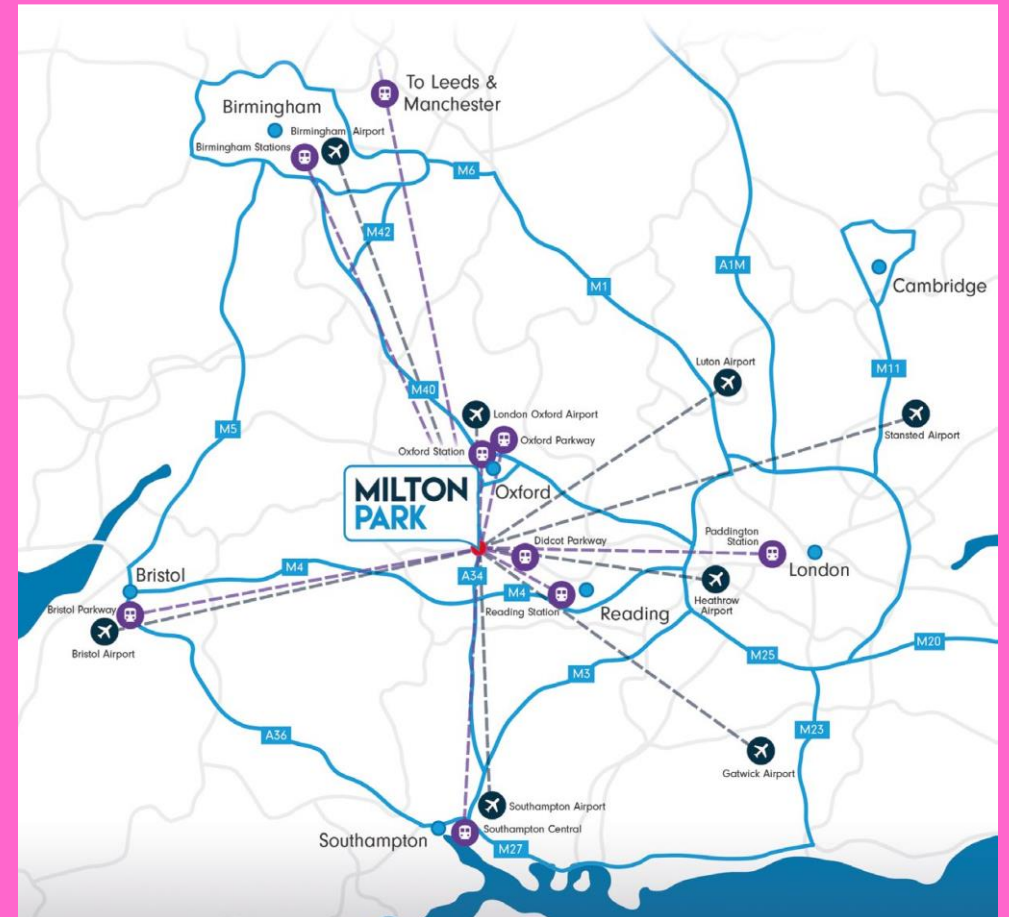 To Leeds &
Manchester
Birmingham
Birmingham Airport
Birmingham Stations
M6
M42
A1M
M1
Cambridge
Luton Airport
M11
M40
London Oxford Airport
Stansted Airport
M5
Oxford Parkway
Oxford Station
MILTON
PARK
Oxford
Paddington
Station
Didcot Parkway
London
M4
A34
Bristol
M4
Heathrow
Airport
Bristol Parkway
Reading Station
Reading
Bristol Airport
M20
M25
M3
A36
M23
Gatwick Airport
Southampton Airport
Southampton Central
Southampton
M27